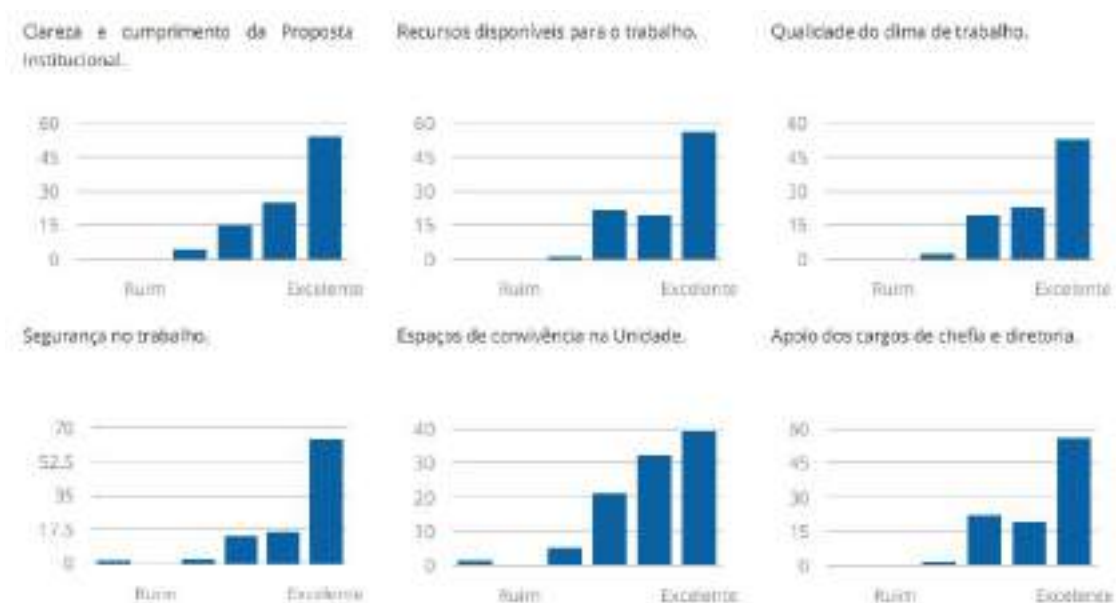 Clareza e cumprimento da Proposta
Institucional.
Recursos disponíveis para o trabalho.
Qualidade do clima de trabalho.
60
45
30
15
0
Ruim
Excelente
60
45
30
15
0
Ruim
Excelente
60
45
30
15
0
Ruim
Excelente
Segurança no trabalho.
Espaços de convivência na Unidade.
Apoio dos cargos de chefia e diretoria.
70
52.5
35
17.5
0
Ruim
Excelente
40
30
20
10
0
Ruim
Excelente
60
45
30
15
0
Ruim
Excelente